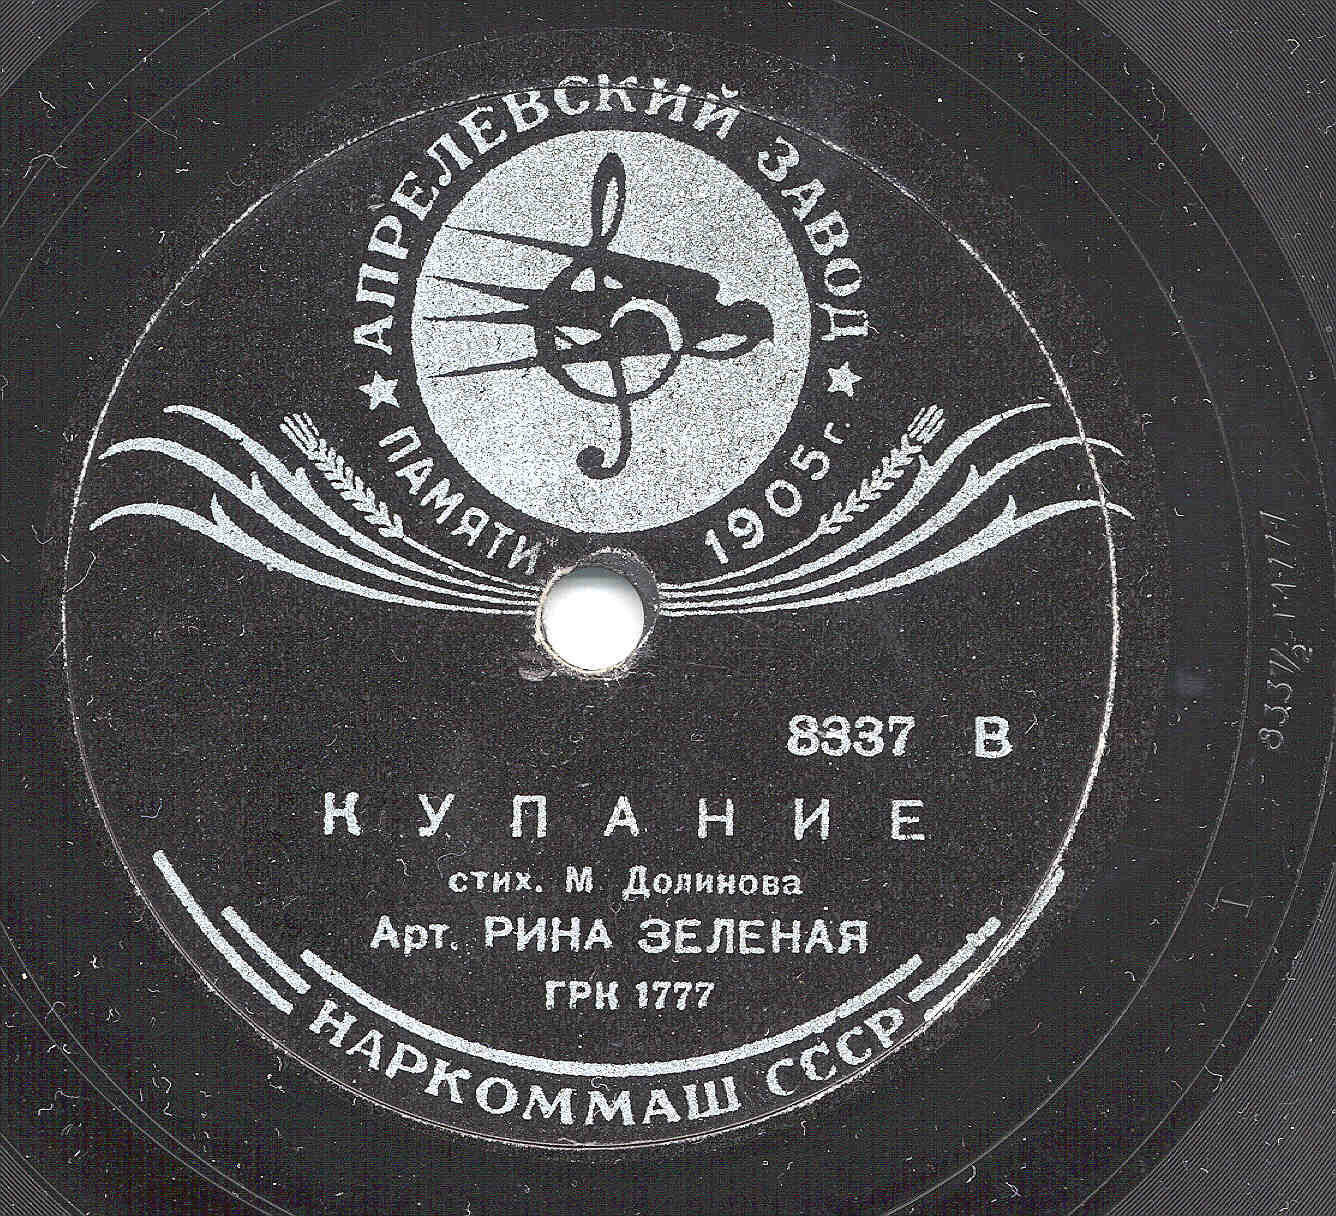 АПРЕЛЕВСКИЙ ЗАВОД
ПАМЯТИ 1905 г.
8337 В
КУПАНИЕ
стих. М. Долинова
Арт. РИНА ЗЕЛЕНАЯ
ГРК 1777
НАРКОММАШ СССР